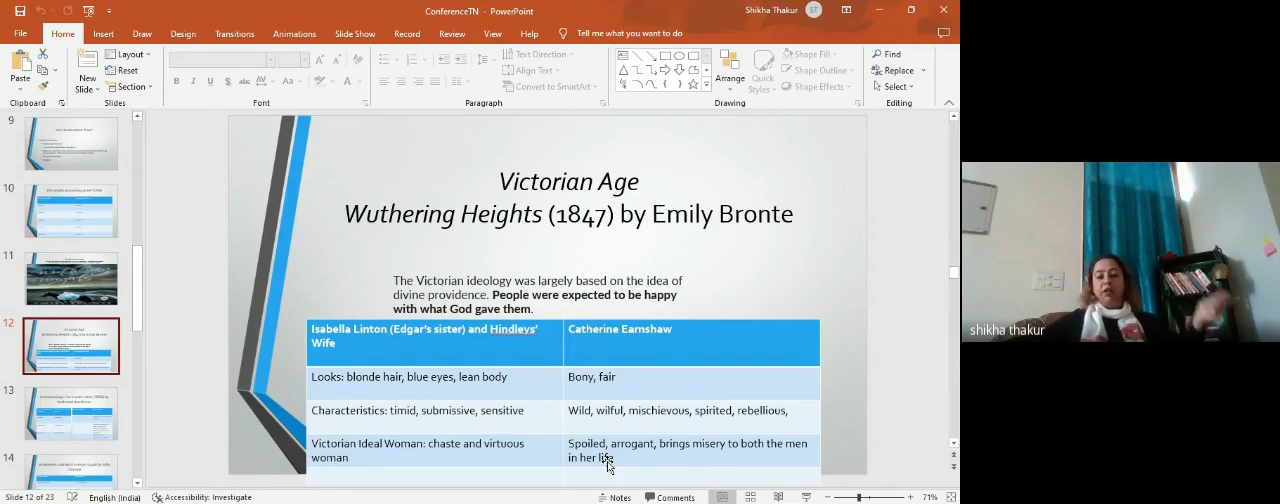 ConferenceTN - PowerPoint
Shikha Thakur
ST
File Home Insert Draw Design Transitions Animations Slide Show Record Review View Help Tell me what you want to do
Paste
New Slide
Layout
Reset
Section
Text Direction
Align Text
Convert to SmartArt
Arrange
Quick Styles
Shape Fill
Shape Outline
Shape Effects
Find
Replace
Select
Clipboard Slides Font Paragraph Drawing Editing
9
10
11
12
13
14
Victorian Age
Wuthering Heights (1847) by Emily Bronte
The Victorian ideology was largely based on the idea of
divine providence. People were expected to be happy
with what God gave them.
Isabella Linton (Edgar's sister) and Hindleys'
Wife
Catherine Earnshaw
Looks: blonde hair, blue eyes, lean body
Bony, fair
Characteristics: timid, submissive, sensitive
Wild, wilful, mischievous, spirited, rebellious,
Victorian Ideal Woman: chaste and virtuous
woman
Spoiled, arrogant, brings misery to both the men
in her life
shikha thakur
Slide 12 of 23 English (India) Accessibility: Investigate Notes Comments 71%